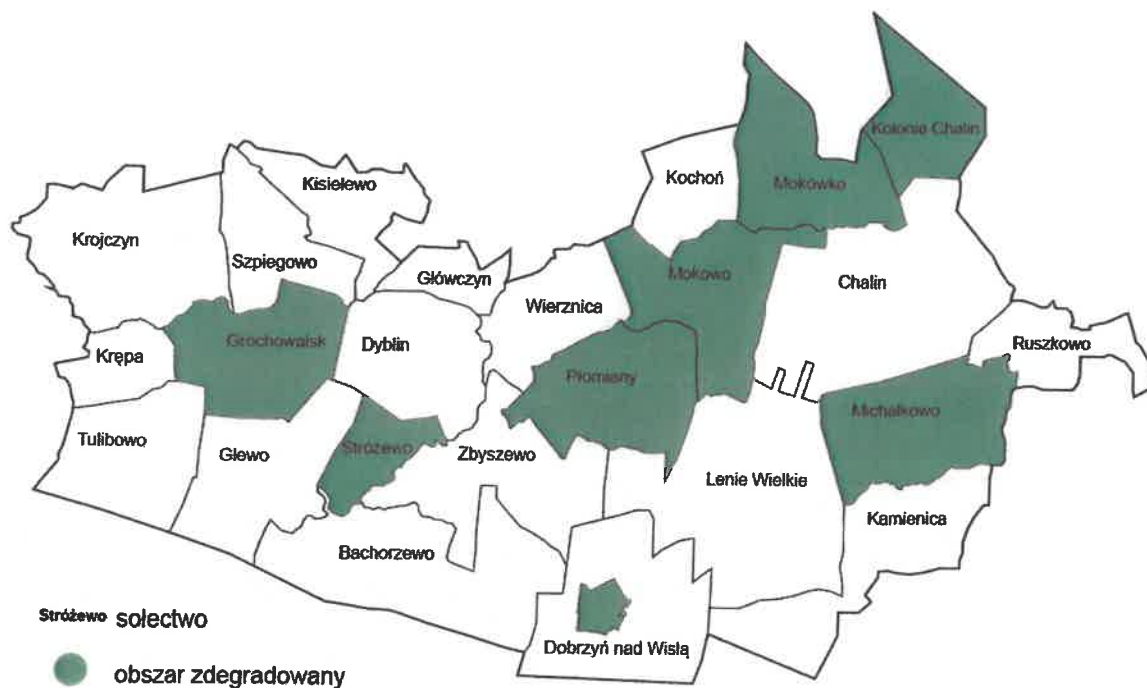 Kolonia Chalin
Kisielewo
Kochoń
Mokówko
Krojczyn
Szpiegowo
Główczyn
Mokowo
Chalin
Wierznica
Grochowalsk
Dyblin
Krępa
Ruszkowo
Płomiany
Michałkowo
Tulibowo
Glewo
Stróżewo
Zbyszewo
Lenie Wielkie
Kamienica
Bachorzewo
Stróżewo sołectwo
Dobrzyń nad Wisłą
obszar zdegradowany